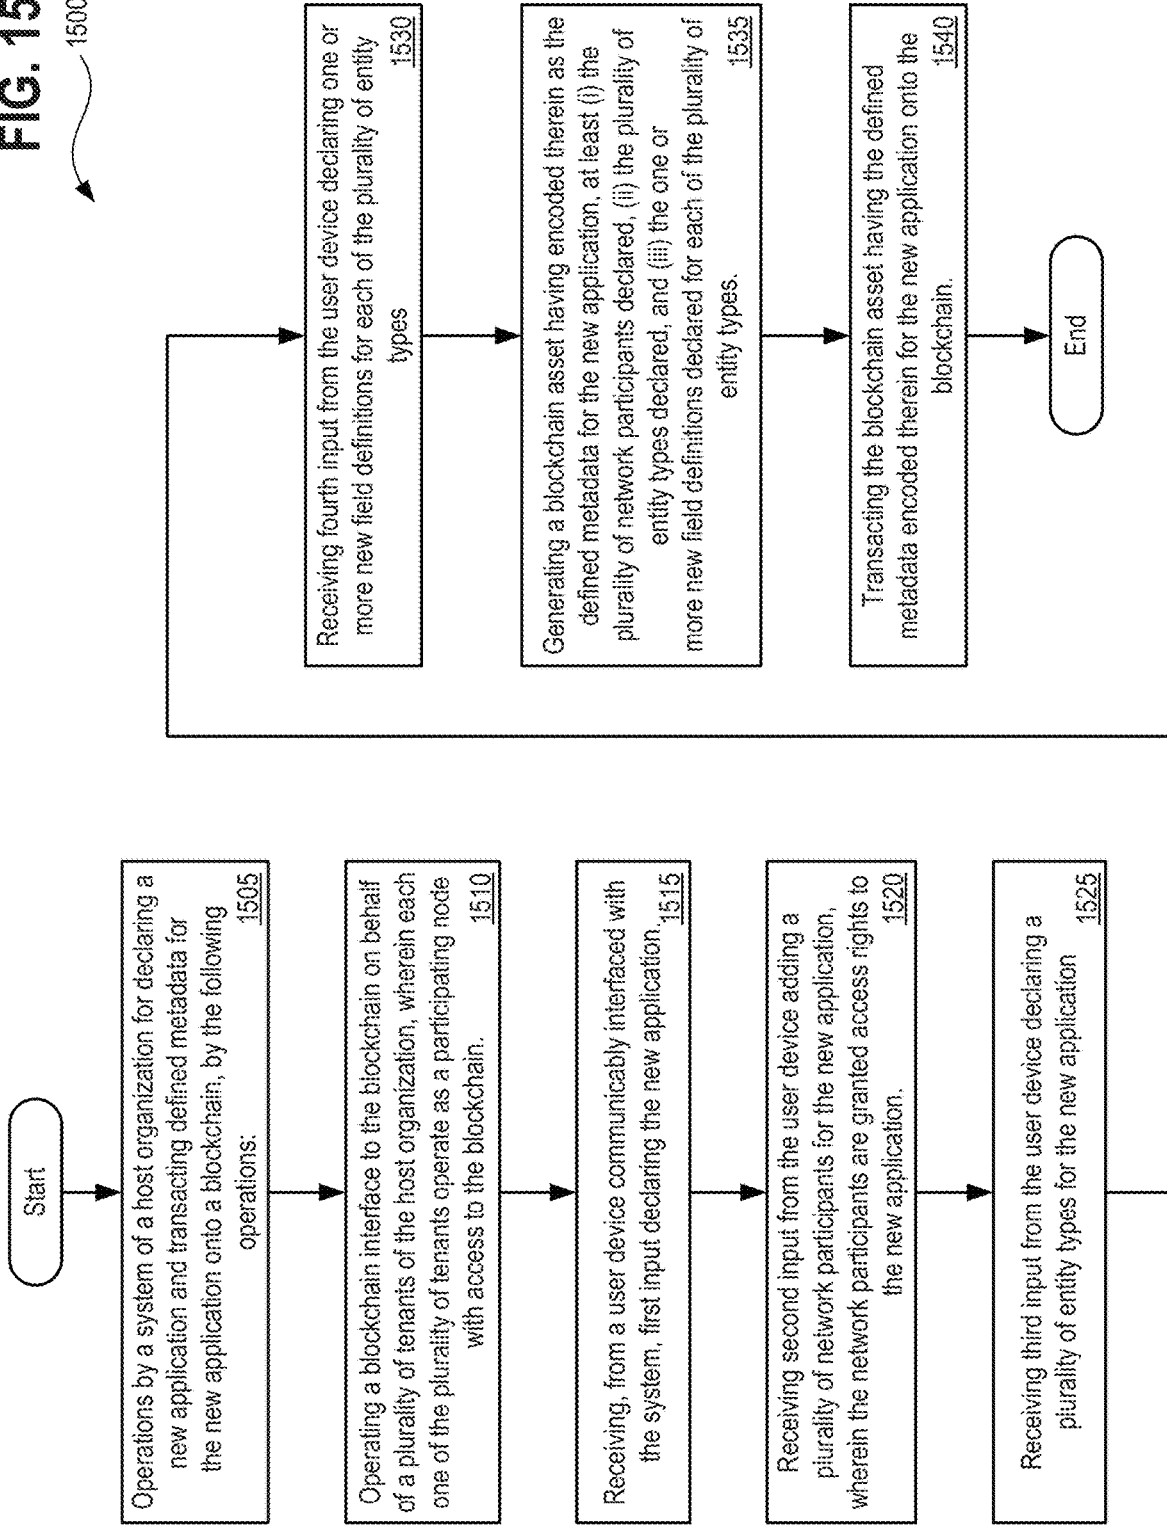 FIG. 15
1500
Start
Operations by a system of a host organization for declaring a
new application and transacting defined metadata for
the new application onto a blockchain, by the following
operations:
1505
Operating a blockchain interface to the blockchain on behalf
of a plurality of tenants of the host organization, wherein each
one of the plurality of tenants operate as a participating node
with access to the blockchain.
1510
Receiving, from a user device communicably interfaced with
the system, first input declaring the new application.
1515
Receiving second input from the user device adding a
plurality of network participants for the new application,
wherein the network participants are granted access rights to
the new application.
1520
Receiving third input from the user device declaring a
plurality of entity types for the new application
1525
Receiving fourth input from the user device declaring one or
more new field definitions for each of the plurality of entity
types
1530
Generating a blockchain asset having encoded therein as the
defined metadata for the new application, at least (i) the
plurality of network participants declared, (ii) the plurality of
entity types declared, and (iii) the one or
more new field definitions declared for each of the plurality of
entity types.
1535
Transacting the blockchain asset having the defined
metadata encoded therein for the new application onto the
blockchain.
1540
End